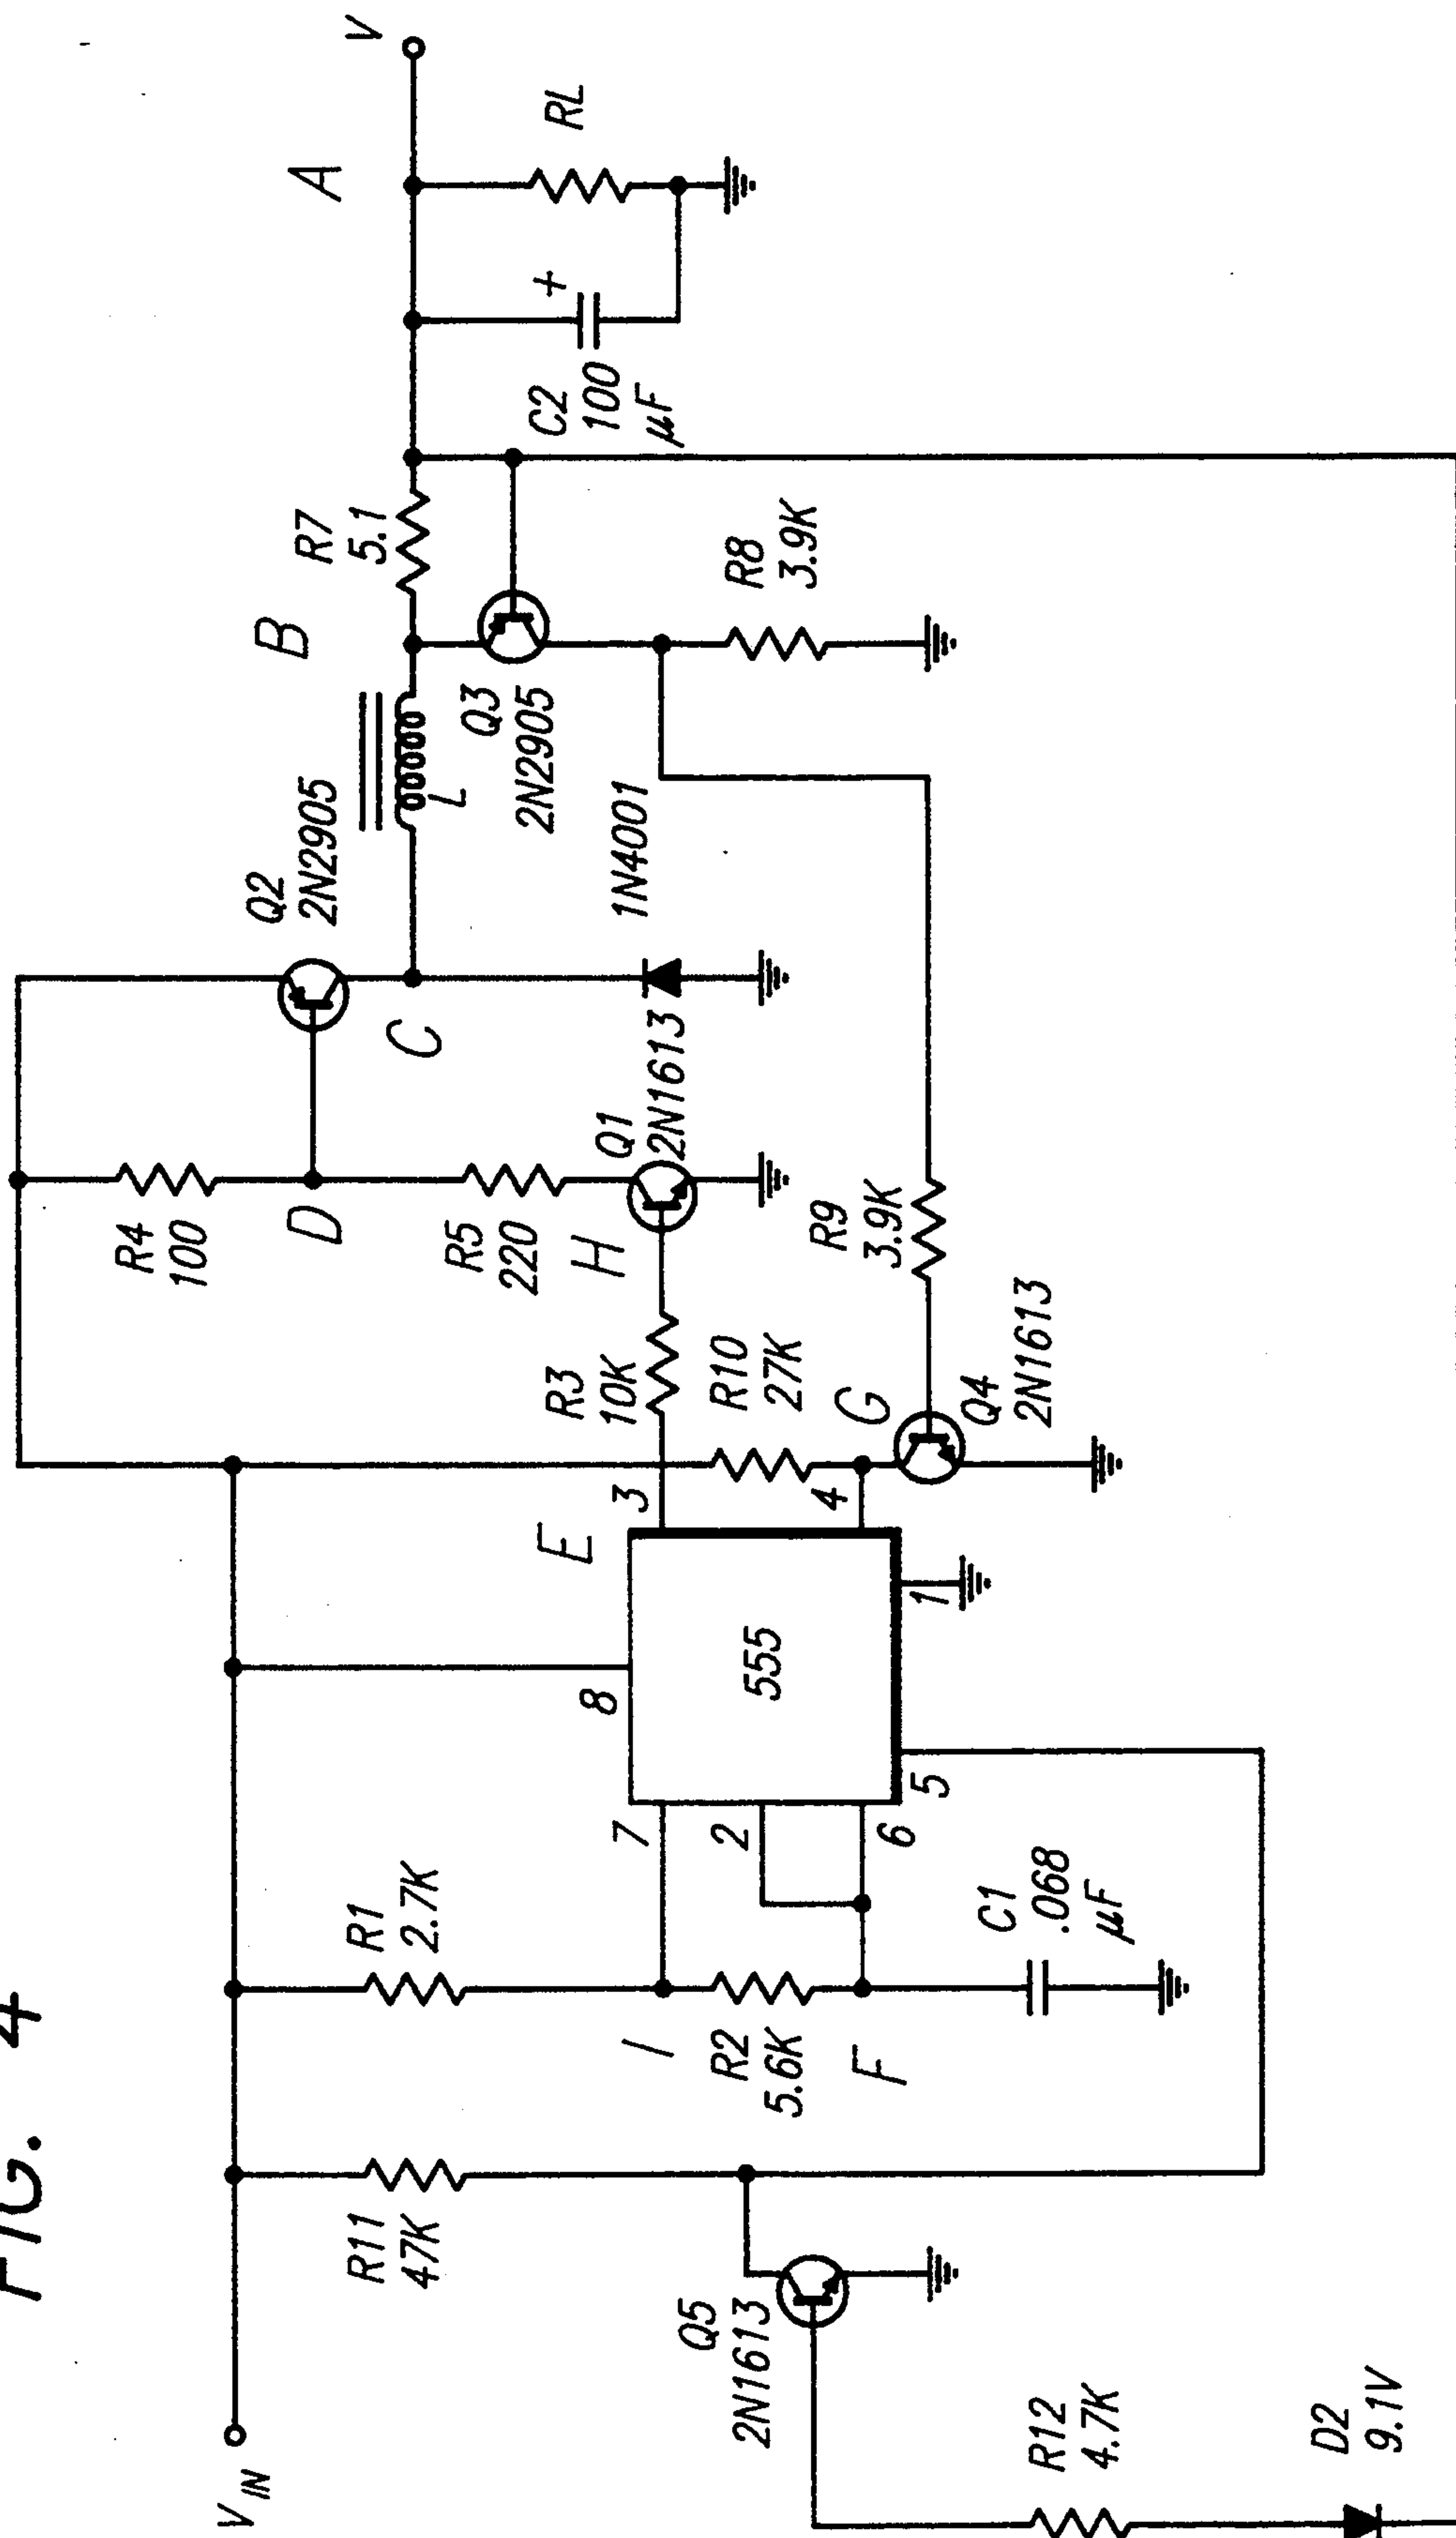 FIG. 4
VIN
R11
47K
Q5
2N1613
R12
4.7K
D2
9.1V
R1
2.7K
I
R2
5.6K
F
C1
.068
µF
7
2
6
8
555
5
1
E
3
4
R3
10K
R10
27K
G
Q4
2N1613
R4
100
D
R5
220
H
Q1
2N1613
R9
3.9K
Q2
2N2905
C
1N4001
L
B
Q3
2N2905
R7
5.1
R8
3.9K
C2
100
µF
+
A
RL
V